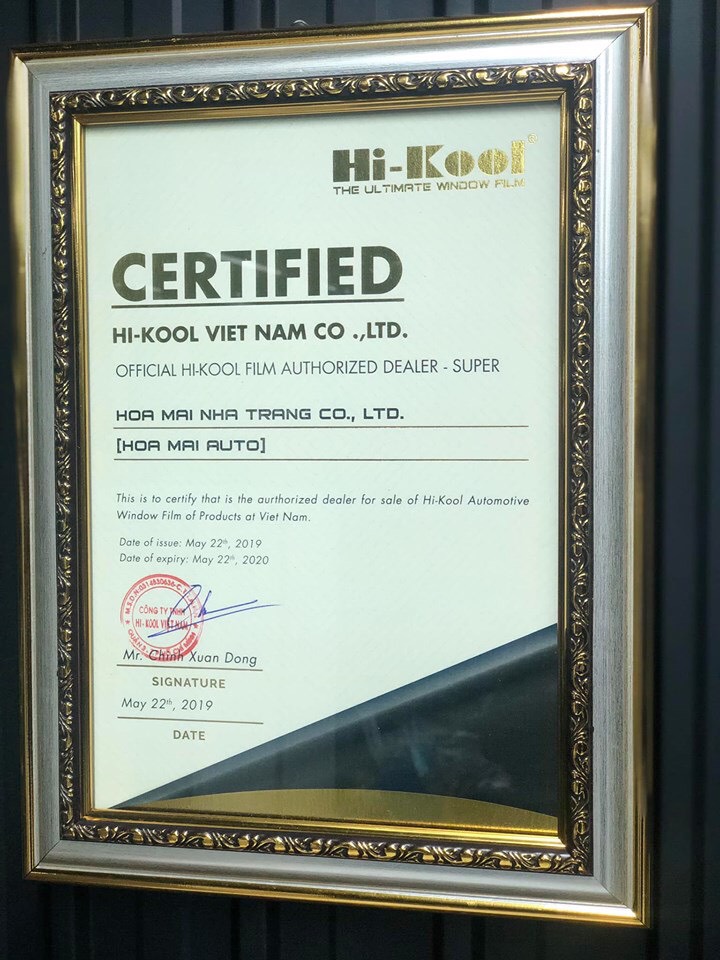 Hi-Kool®
THE ULTIMATE WINDOW FILM
CERTIFIED
HI-KOOL VIET NAM CO .,LTD.
OFFICIAL HI-KOOL FILM AUTHORIZED DEALER - SUPER
HOA MAI NHA TRANG CO., LTD.
[HOA MAI AUTO]
This is to certify that is the aurthorized dealer for sale of Hi-Kool Automotive
Window Film of Products at Viet Nam.
Date of issue: May 22th, 2019
Date of expiry: May 22th, 2020
CÔNG TY TNHH
HI-KOOL VIỆT NAM
Mr. Chinh Xuan Dong
SIGNATURE
May 22th, 2019
DATE